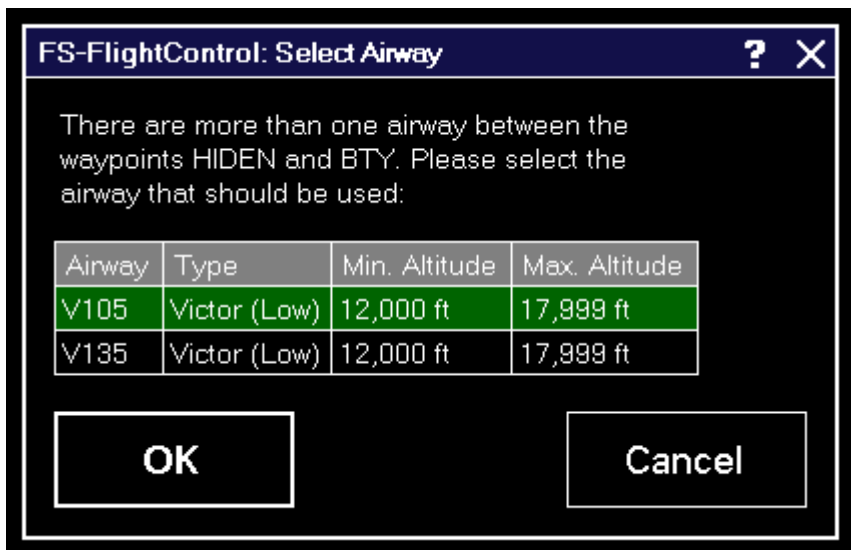 FS-FlightControl: Select Airway ? X
There are more than one airway between the
waypoints HIDEN and BTY. Please select the
airway that should be used:
Airway Type Min. Altitude Max. Altitude
V105 Victor (Low) 12,000 ft 17,999 ft
V135 Victor (Low) 12,000 ft 17,999 ft
OK Cancel